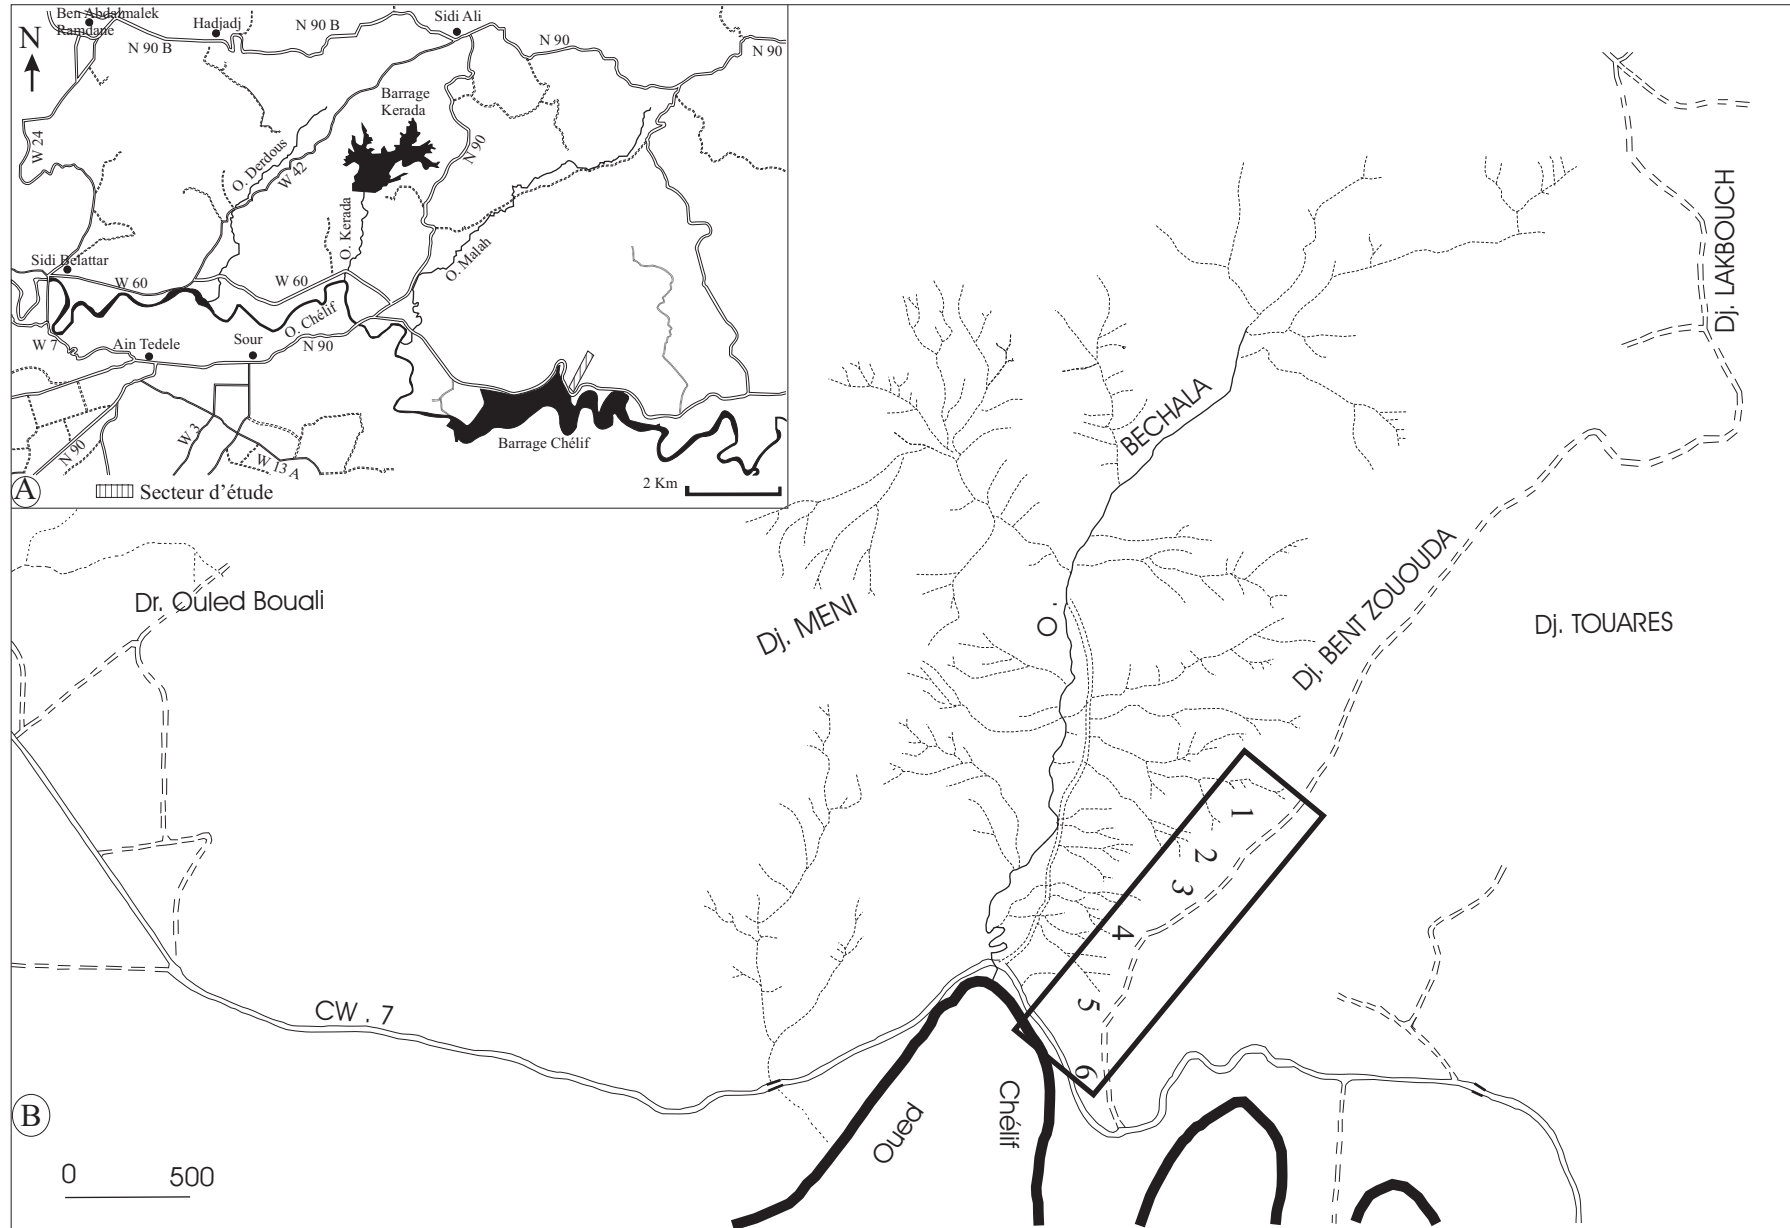 Ben Abdalmalek
Ramdane
Hadjadj
Sidi Ali
N 90 B
N 90 B
N 90
N 90
N
Barrage
Kerada
W 24
O. Derdous
W 42
N 90
O. Kerada
O. Malah
Sidi Belattar
W 60
W 60
O. Chélif
W 7
Ain Tedele
Sour
N 90
N 90
W 3
W 13 A
Barrage Chélif
A
Secteur d'étude
2 Km
Dj. LAKBOUCH
BECHALA
O
Dj. BENT ZOUOUDA
Dj. TOUARES
Dj. MENI
Dr. Ouled Bouali
1
2
3
4
5
6
CW . 7
Oued
Chélif
B
0 500